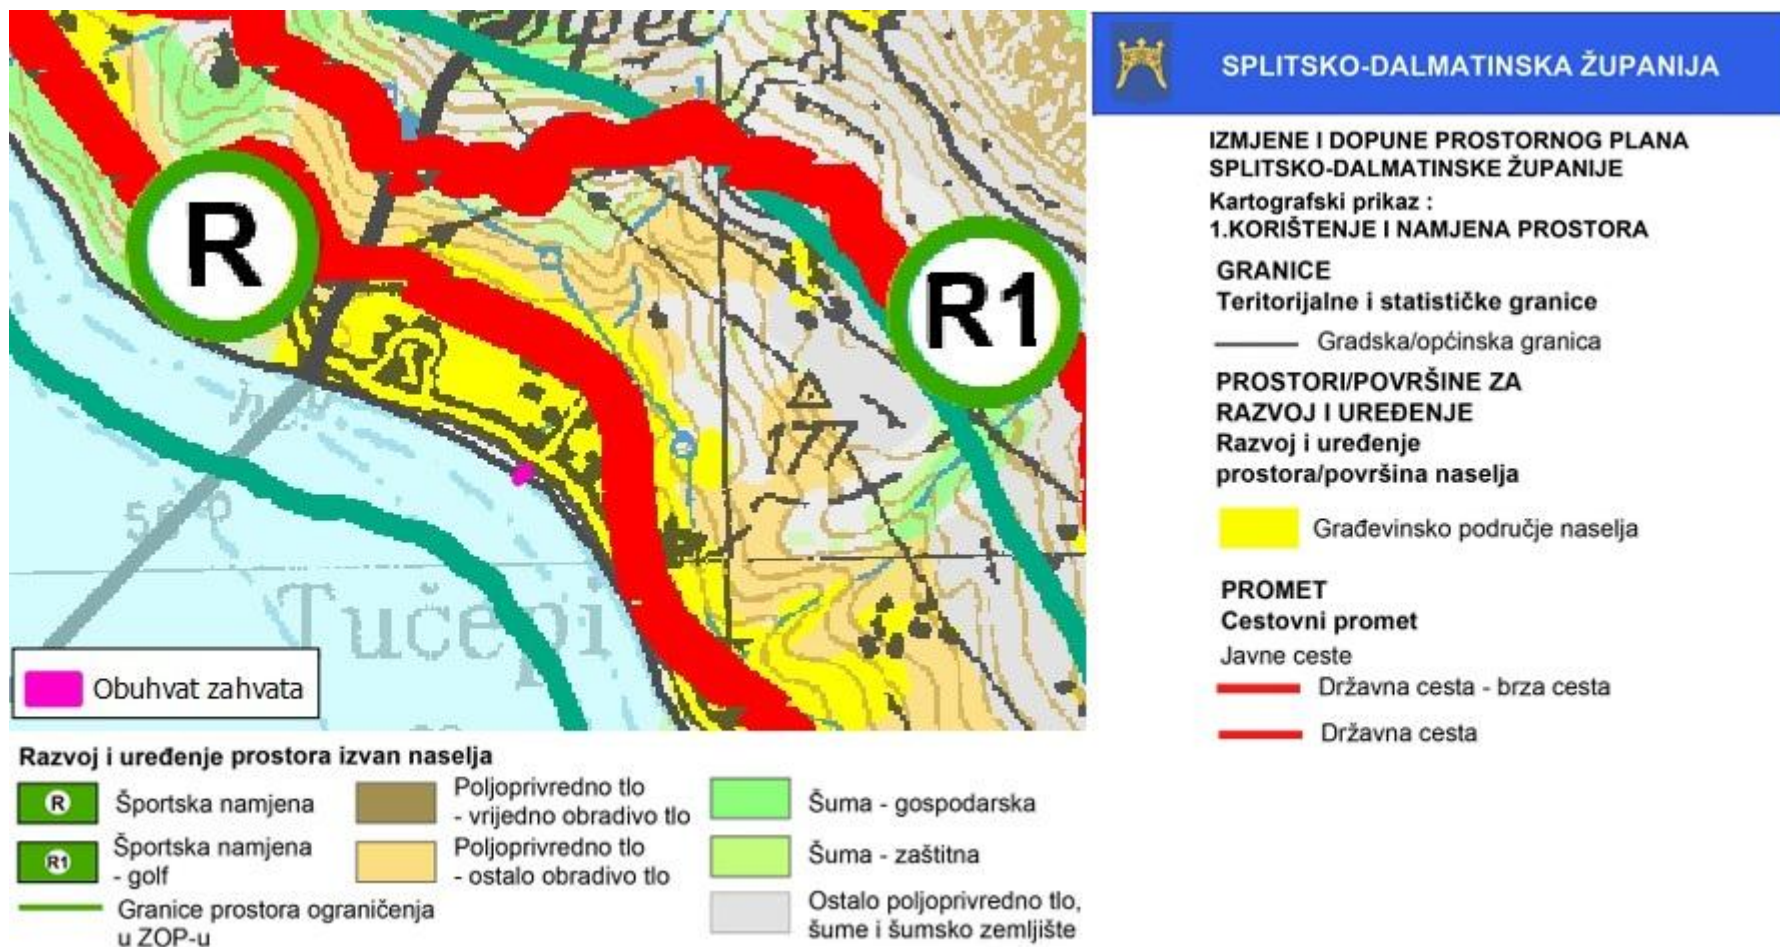 R
R1
177
Tučepi
Obuhvat zahvata
SPLITSKO-DALMATINSKA ŽUPANIJA
IZMJENE I DOPUNE PROSTORNOG PLANA
SPLITSKO-DALMATINSKE ŽUPANIJE
Kartografski prikaz :
1.KORIŠTENJE I NAMJENA PROSTORA
GRANICE
Teritorijalne i statističke granice
Gradska/općinska granica
PROSTORI/POVRŠINE ZA
RAZVOJ I UREĐENJE
Razvoj i uređenje
prostora/površina naselja
Građevinsko područje naselja
PROMET
Cestovni promet
Javne ceste
Državna cesta - brza cesta
Državna cesta
Razvoj i uređenje prostora izvan naselja
R
Športska namjena
R1
Športska namjena
- golf
Granice prostora ograničenja
u ZOP-u
Poljoprivredno tlo
- vrijedno obradivo tlo
Poljoprivredno tlo
- ostalo obradivo tlo
Šuma - gospodarska
Šuma - zaštitna
Ostalo poljoprivredno tlo,
šume i šumsko zemljište